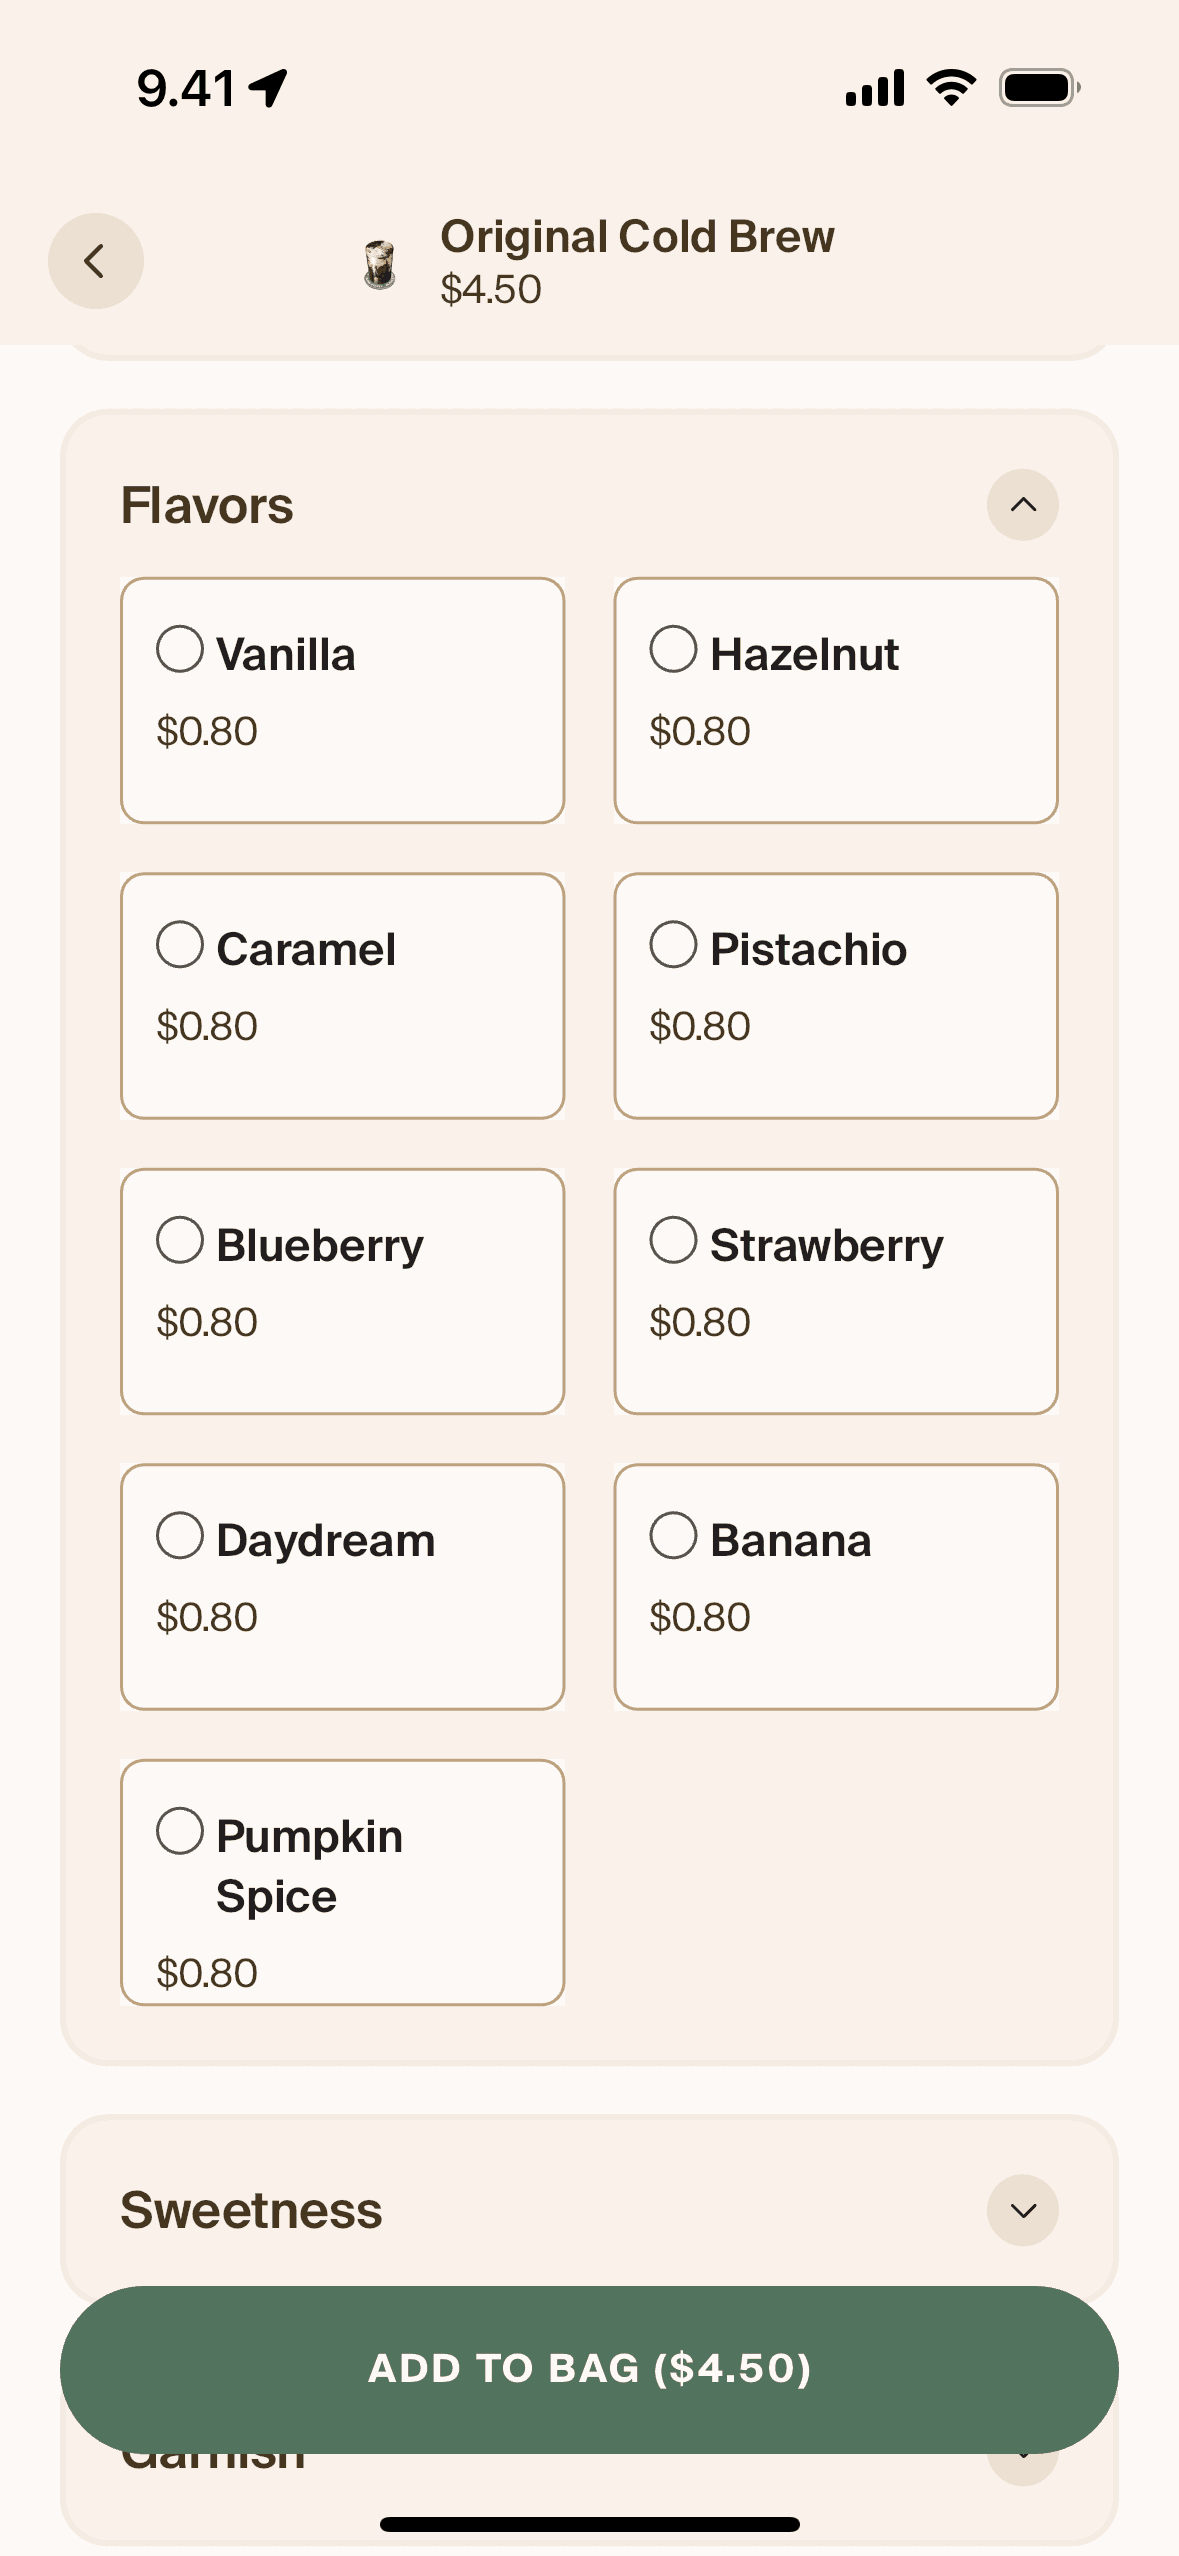 9.41
Original Cold Brew
$4.50
Flavors
Vanilla
$0.80
Hazelnut
$0.80
Caramel
$0.80
Pistachio
$0.80
Blueberry
$0.80
Strawberry
$0.80
Daydream
$0.80
Banana
$0.80
Pumpkin
Spice
$0.80
Sweetness
ADD TO BAG ($4.50)
Garnish